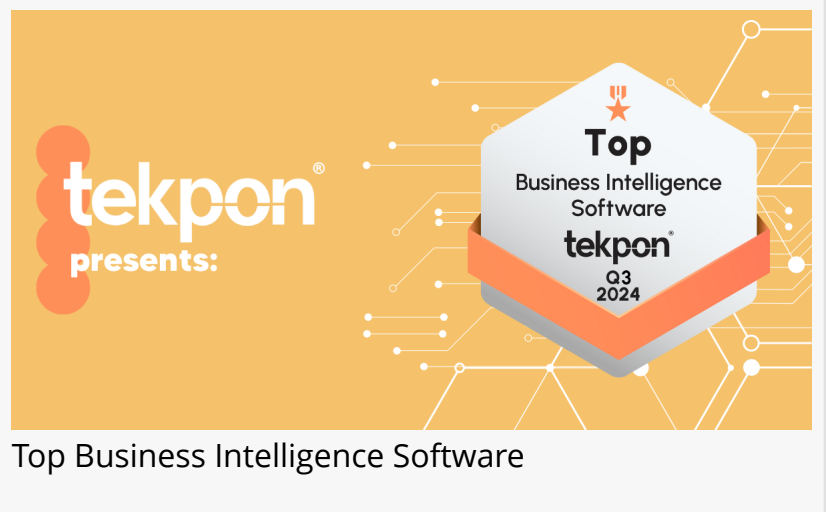 tekpon®
presents:
Top
Business Intelligence
Software
tekpon®
Q3
2024
Top Business Intelligence Software